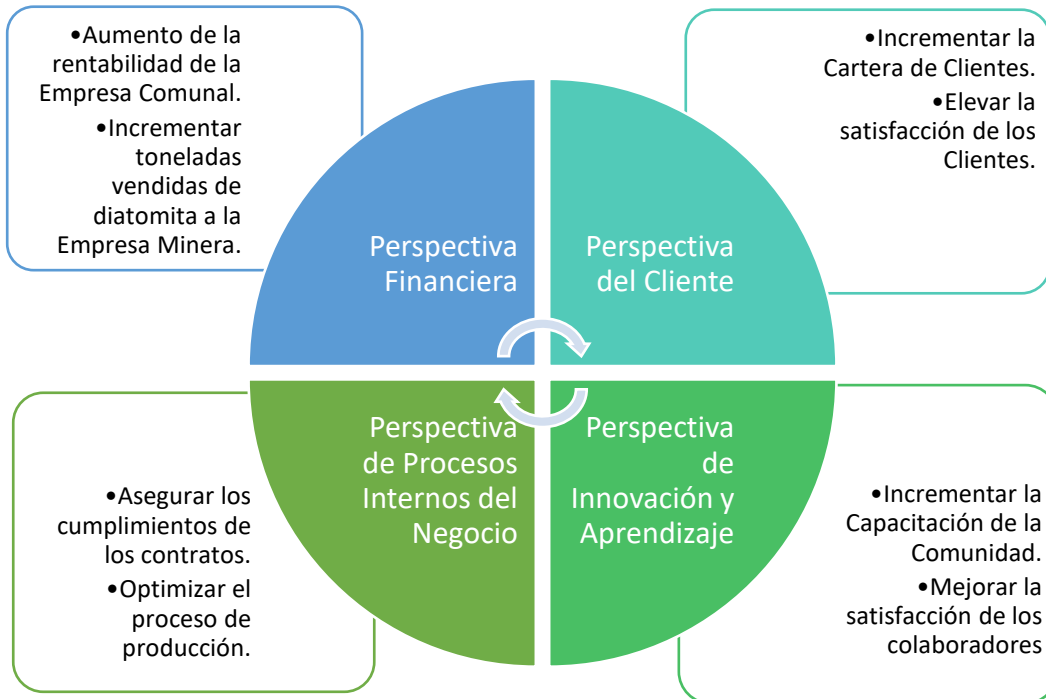 •Aumento de la
rentabilidad de la
Empresa Comunal.
•Incrementar
toneladas
vendidas de
diatomita a la
Empresa Minera.
•Incrementar la
Cartera de Clientes.
•Elevar la
satisfacción de los
Clientes.
Perspectiva
Financiera
Perspectiva
del Cliente
Perspectiva
de Procesos
Internos del
Negocio
Perspectiva
de
Innovación y
Aprendizaje
•Asegurar los
cumplimientos de
los contratos.
•Optimizar el
proceso de
producción.
•Incrementar la
Capacitación de la
Comunidad.
•Mejorar la
satisfacción de los
colaboradores